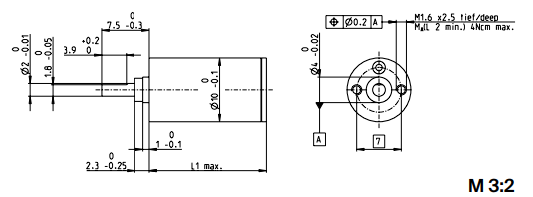 0
7.5 -0.3
+0.2
3.9 0
0
Ø2 -0.01
0
1.8 -0.05
0
Ø10 -0.1
0
1 -0.1
0
2.3 -0.25
L1 max.
⌖ Ø0.2 A
M1.6 x2.5 tief/deep
(L 2 min.) 4Ncm max.
0
Ø4 -0.02
A
7
M 3:2